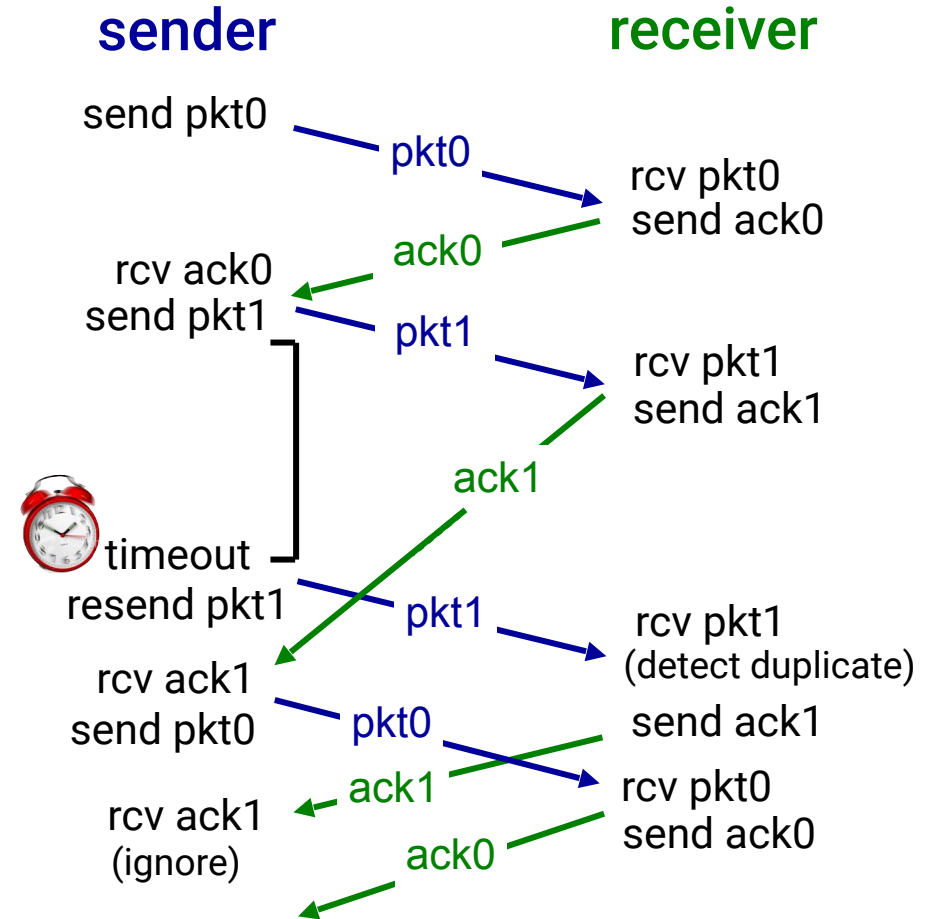 sender
receiver
send pkt0
pkt0
rcv pkt0
send ack0
ack0
rcv ack0
send pkt1
pkt1
rcv pkt1
send ack1
ack1
timeout
resend pkt1
pkt1
rcv pkt1
(detect duplicate)
rcv ack1
send pkt0
pkt0
send ack1
ack1
rcv pkt0
send ack0
rcv ack1
(ignore)
ack0